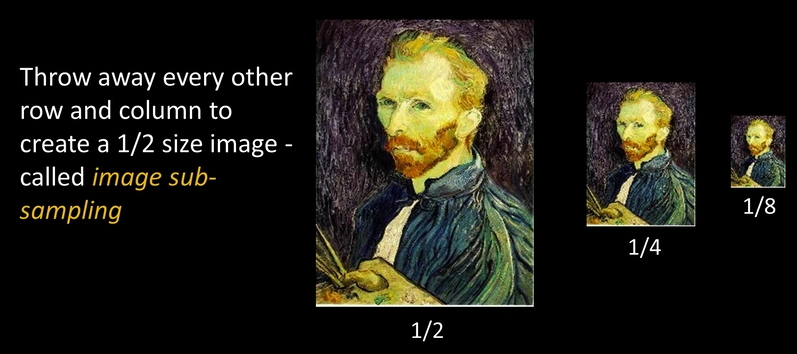 Throw away every other
row and column to
create a 1/2 size image -
called image sub-
sampling
1/2
1/4
1/8